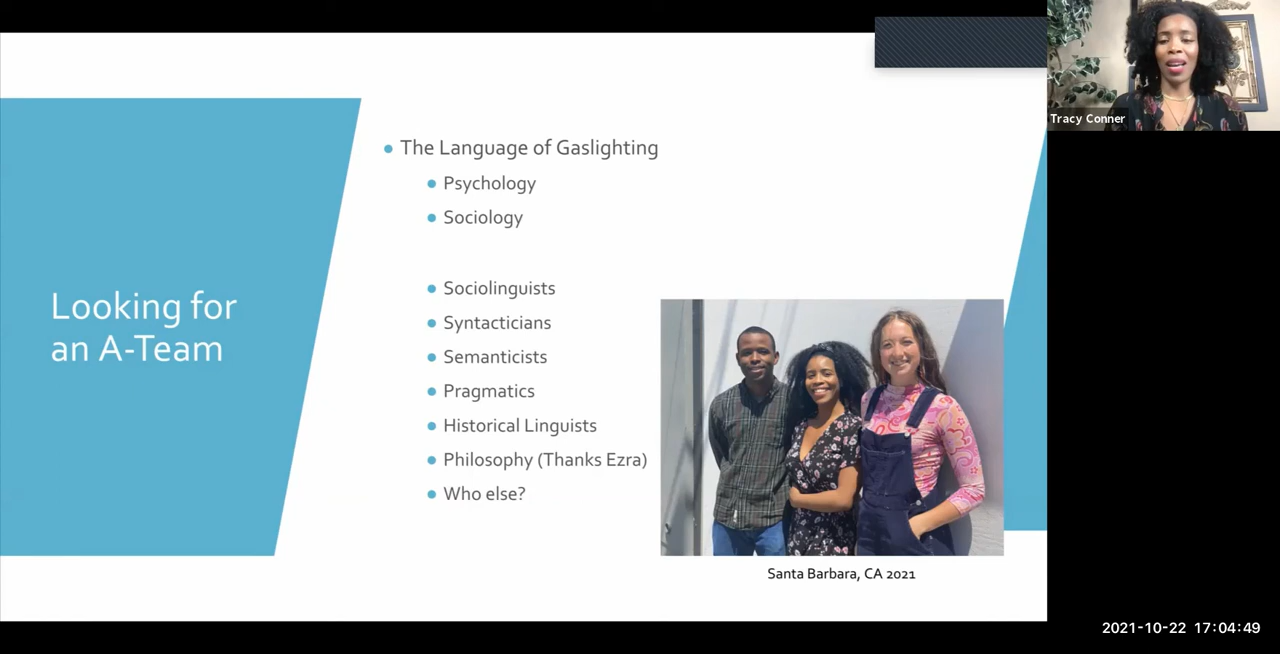 Tracy Conner
Looking for
an A-Team
The Language of Gaslighting
Psychology
Sociology
Sociolinguists
Syntacticians
Semanticists
Pragmatics
Historical Linguists
Philosophy (Thanks Ezra)
Who else?
Santa Barbara, CA 2021
2021-10-22 17:04:49